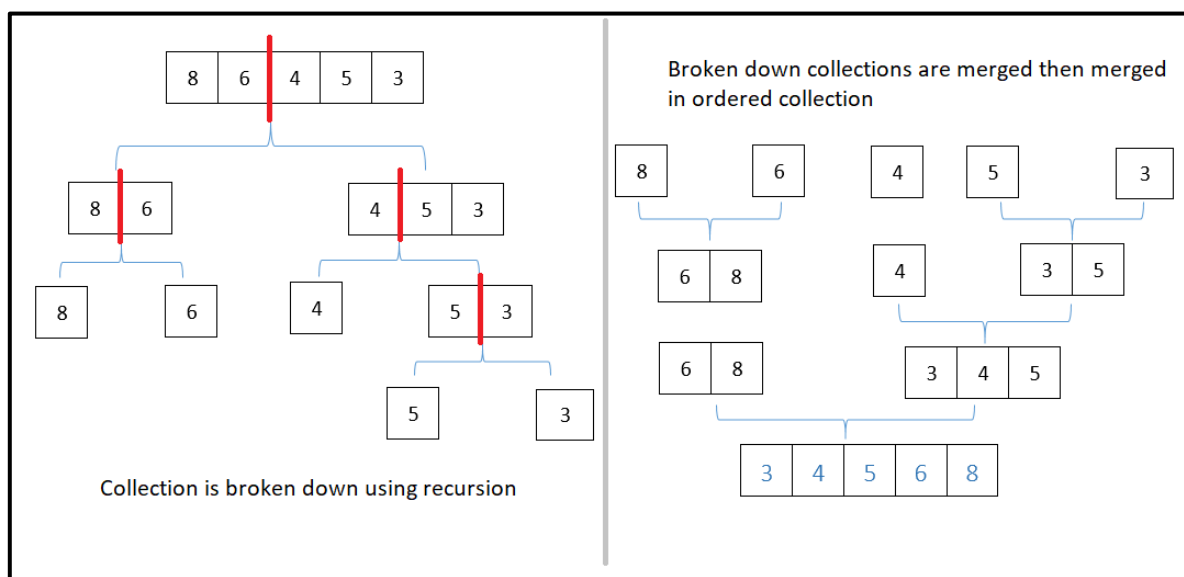 8 6 4 5 3
8 6 4 5 3
8 6 4 5 3
5 3
Collection is broken down using recursion
Broken down collections are merged then merged
in ordered collection
8 6 4 5 3
6 8 4 3 5
6 8 3 4 5
3 4 5 6 8